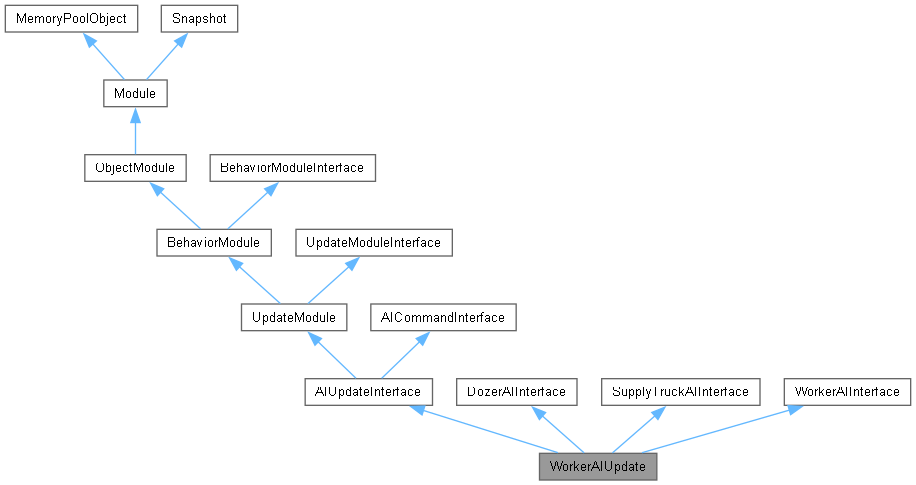 MemoryPoolObject
Snapshot
Module
ObjectModule
BehaviorModuleInterface
BehaviorModule
UpdateModuleInterface
UpdateModule
AICommandInterface
AIUpdateInterface
DozerAIInterface
SupplyTruckAIInterface
WorkerAIInterface
WorkerAIUpdate